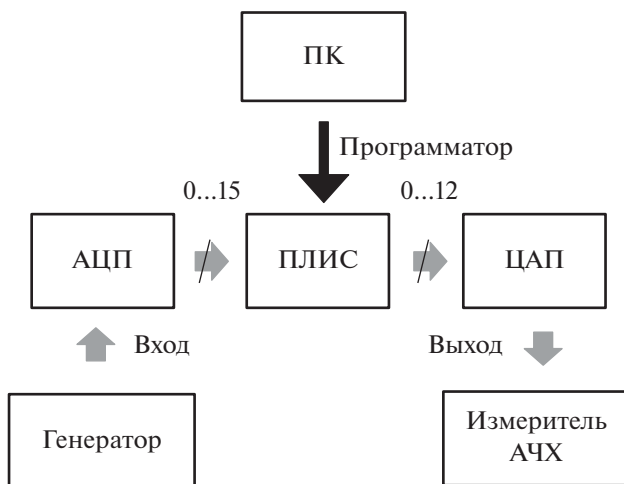 ПК
Программатор
0...15
0...12
АЦП
ПЛИС
ЦАП
Вход
Выход
Генератор
Измеритель
АЧХ